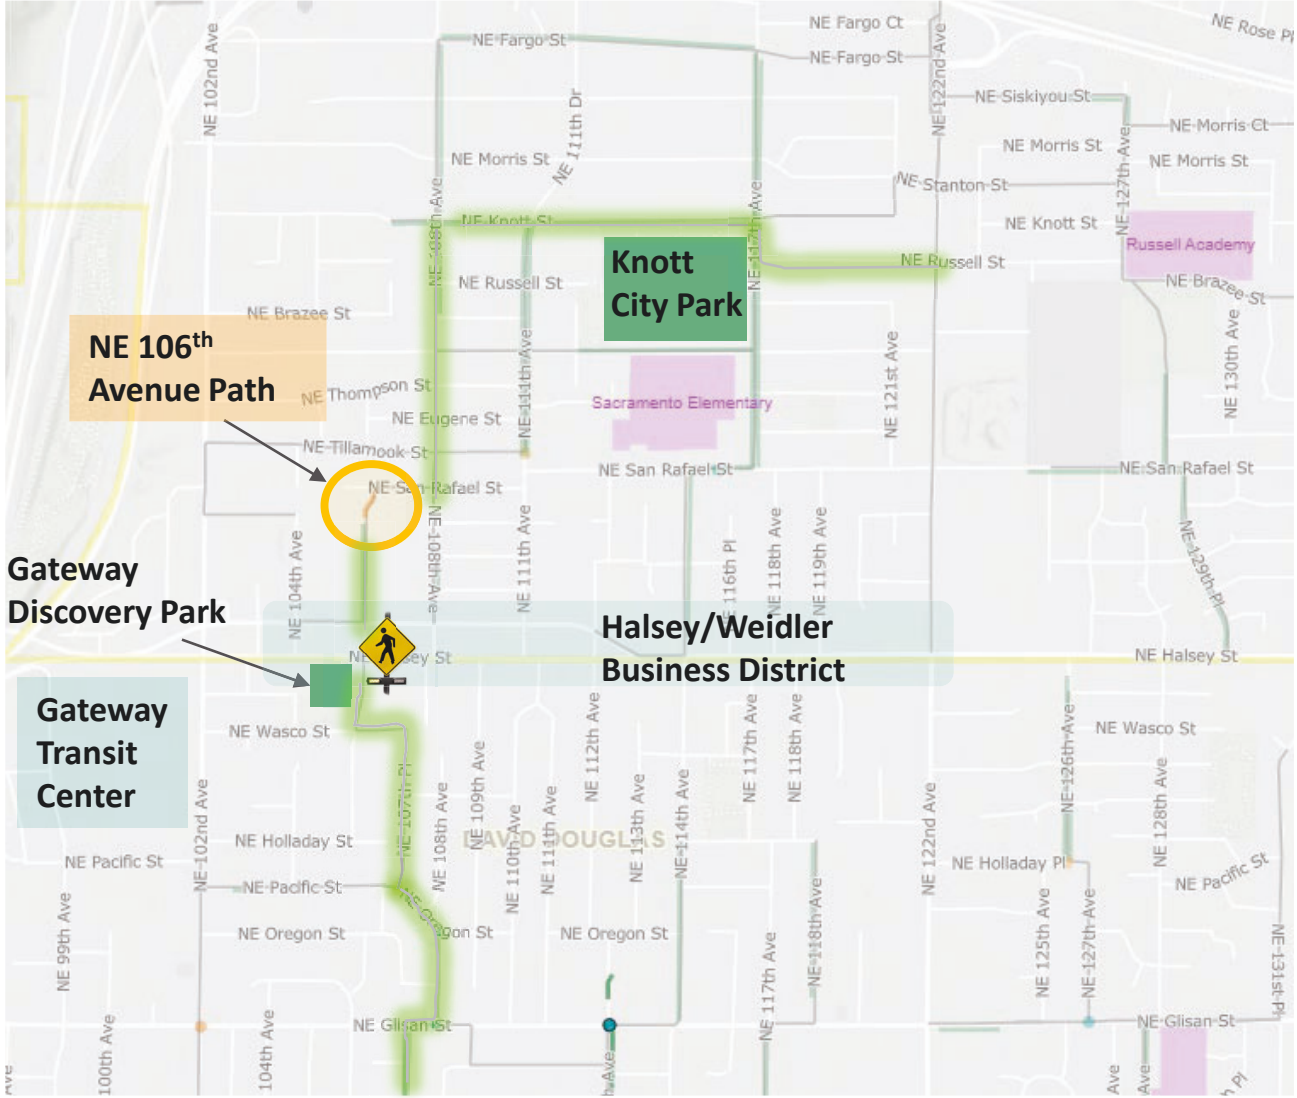 NE Fargo Ct
NE Rose Pl
NE 102nd Ave
NE Fargo St
NE Fargo St
NE 122nd Ave
NE 111th Dr
NE Siskiyou St
NE Morris Ct
NE Morris St
NE Morris St
NE Morris St
NE 127th Ave
NE Stanton St
NE 108th Ave
NE Knott St
NE 117th Ave
NE Knott St
Russell Academy
Knott
City Park
NE Russell St
NE Russell St
NE Brazee St
NE Brazee St
NE 106th
Avenue Path
NE 111th Ave
NE 121st Ave
NE 130th Ave
NE Thompson St
NE Eugene St
Sacramento Elementary
NE Tillamook St
NE San Rafael St
NE San Rafael St
NE San Rafael St
NE 104th Ave
NE 108th Ave
NE 111th Ave
116th Pl
NE 118th Ave
NE 119th Ave
NE 129th Pl
Gateway
Discovery Park
Halsey/Weidler
Business District
NE Halsey St
Gateway
Transit
Center
NE Wasco St
NE Wasco St
NE 107th Pl
NE 109th Ave
NE 112th Ave
NE 117th Ave
NE 118th Ave
NE 126th Ave
NE 102nd Ave
NE 108th Ave
NE 110th Ave
NE 111th Ave
NE 113th Ave
NE 114th Ave
NE 122nd Ave
NE 128th Ave
DAVID DOUGLAS
NE Holladay St
NE Pacific St
NE Holladay Pl
NE Pacific St
NE Pacific St
NE 99th Ave
NE Oregon St
NE Oregon St
NE Oregon St
NE 118th Ave
NE 125th Ave
NE 127th Ave
NE 131st Pl
NE 117th Ave
NE Glisan St
NE Glisan St
Ave
100th Ave
104th Ave
h Ave
Ave
Ave
h Pl